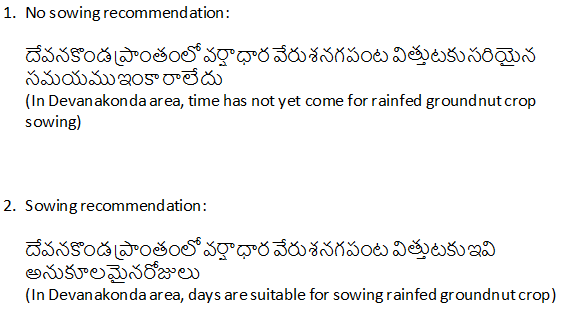 1. No sowing recommendation:
దేవనకొండ ప్రాంతంలో వర్షాధార వేరుశనగపంట విత్తుటకు సరియైన
సమయము ఇంకా రాలేదు
(In Devanakonda area, time has not yet come for rainfed groundnut crop
sowing)
2. Sowing recommendation:
దేవనకొండ ప్రాంతంలో వర్షాధార వేరుశనగపంట విత్తుటకు ఇవి
అనుకూలమైనరోజులు
(In Devanakonda area, days are suitable for sowing rainfed groundnut crop)